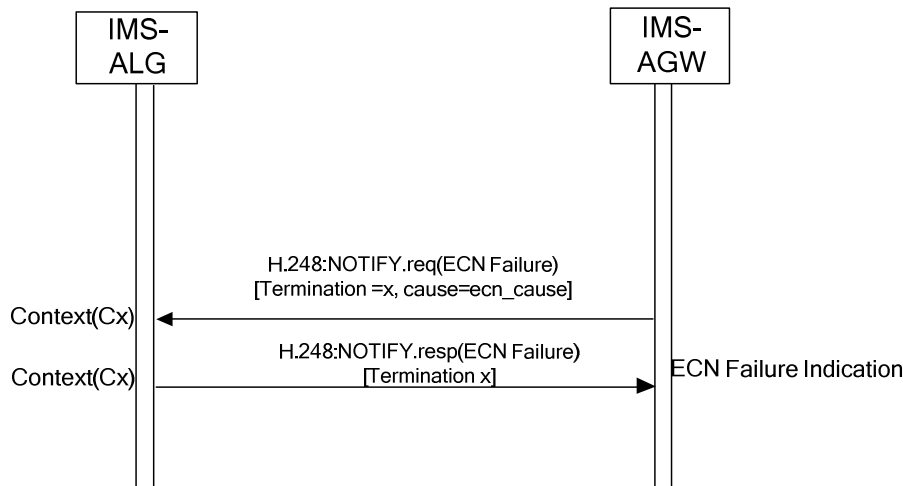 IMS-
ALG
IMS-
AGW
H.248:NOTIFY.req(ECN Failure)
[Termination =x, cause=ecn_cause]
Context(Cx)
H.248:NOTIFY.resp(ECN Failure)
[Termination x]
Context(Cx)
ECN Failure Indication